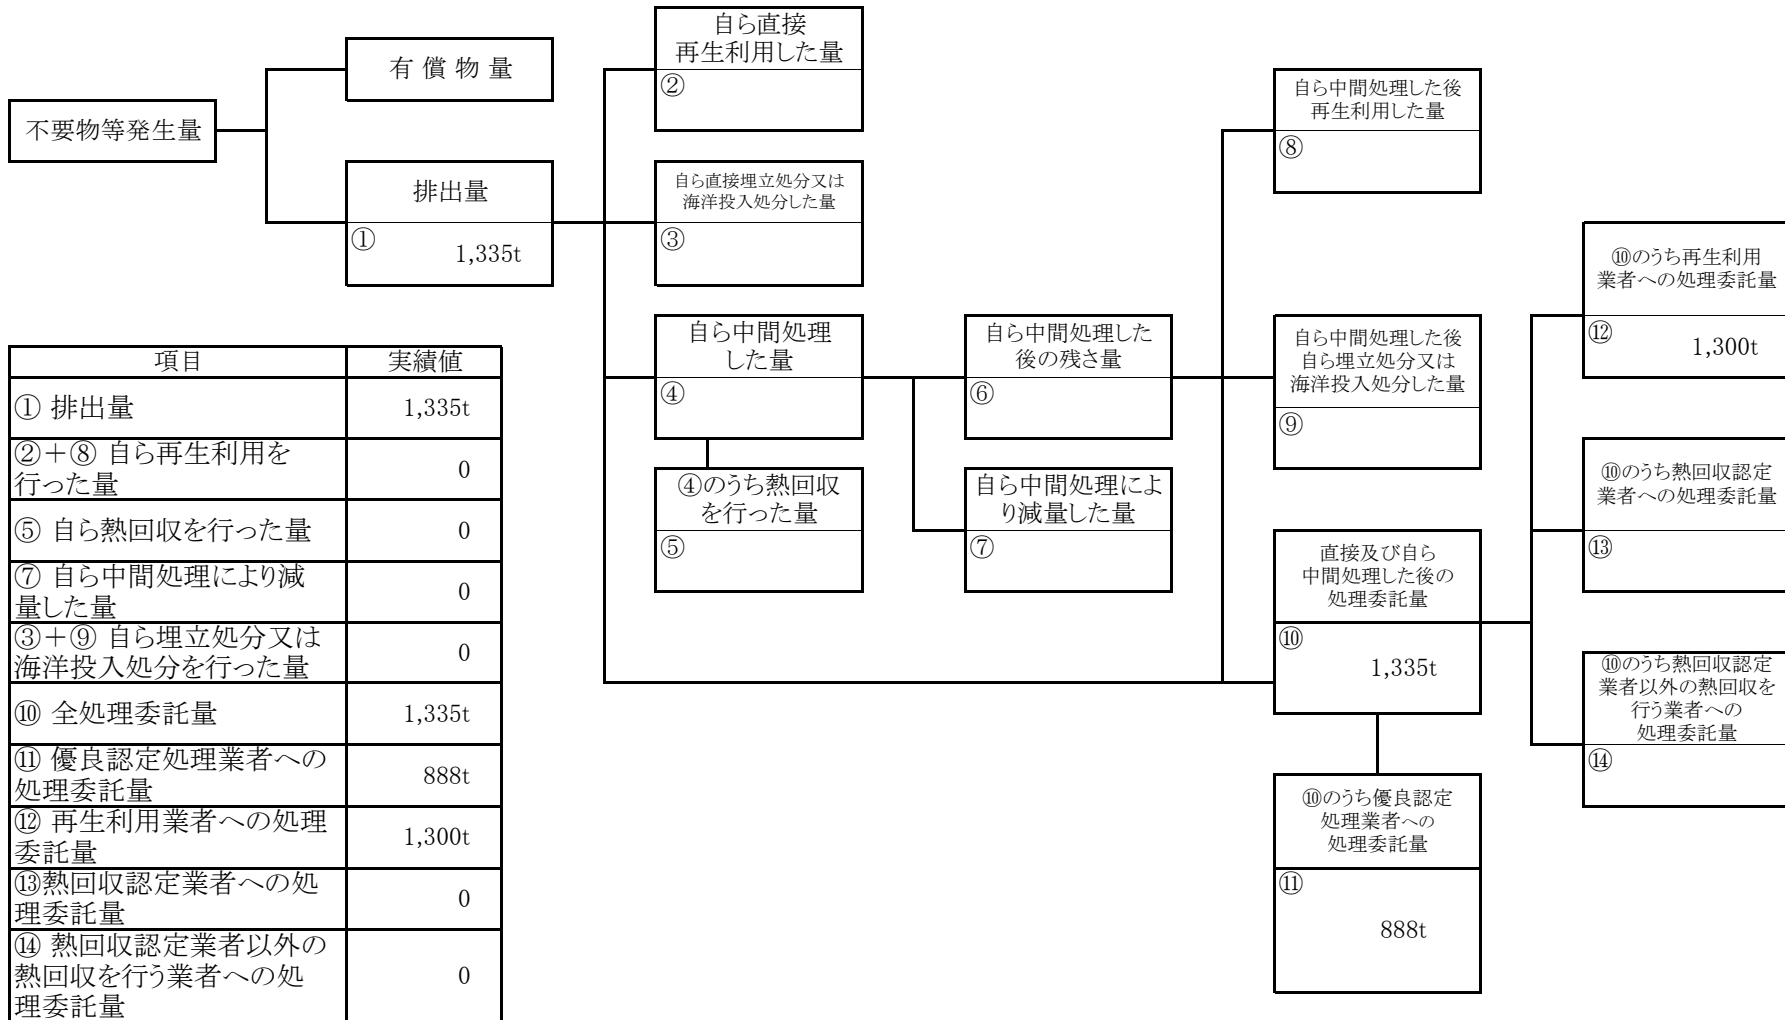 不要物等発生量
有償物量
排出量
①
1,335t
自ら直接
再生利用した量
②
自ら直接埋立処分又は
海洋投入処分した量
③
自ら中間処理
した量
④
④のうち熱回収
を行った量
⑤
自ら中間処理した
後の残さ量
⑥
自ら中間処理によ
り減量した量
⑦
自ら中間処理した後
再生利用した量
⑧
自ら中間処理した後
自ら埋立処分又は
海洋投入処分した量
⑨
直接及び自ら
中間処理した後の
処理委託量
⑩
1,335t
⑩のうち優良認定
処理業者への
処理委託量
⑪
888t
⑩のうち再生利用
業者への処理委託量
⑫
1,300t
⑩のうち熱回収認定
業者への処理委託量
⑬
⑩のうち熱回収認定
業者以外の熱回収を
行う業者への
処理委託量
⑭
項目 実績値
① 排出量 1,335t
②+⑧ 自ら再生利用を
行った量 0
⑤ 自ら熱回収を行った量 0
⑦ 自ら中間処理により減
量した量 0
③+⑨ 自ら埋立処分又は
海洋投入処分を行った量 0
⑩ 全処理委託量 1,335t
⑪ 優良認定処理業者への
処理委託量 888t
⑫ 再生利用業者への処理
委託量 1,300t
⑬熱回収認定業者への処
理委託量 0
⑭ 熱回収認定業者以外の
熱回収を行う業者への処
理委託量 0